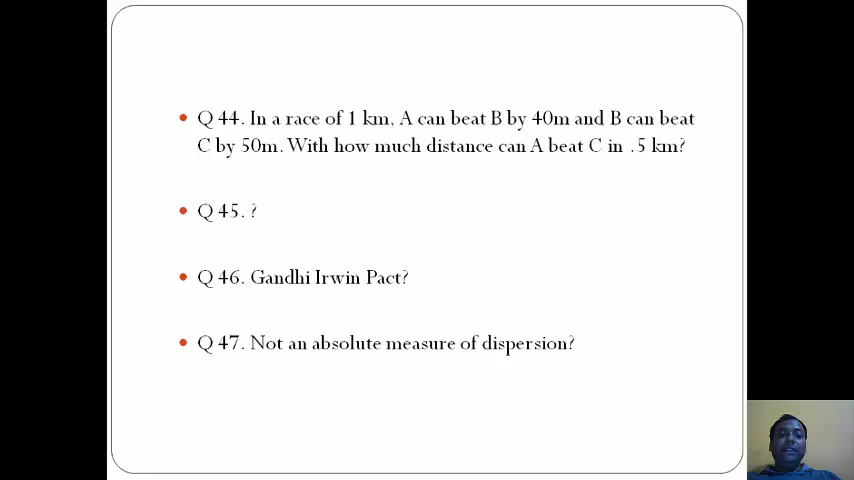 Q 44. In a race of 1 km, A can beat B by 40m and B can beat
C by 50m. With how much distance can A beat C in .5 km?
Q 45. ?
Q 46. Gandhi Irwin Pact?
Q 47. Not an absolute measure of dispersion?